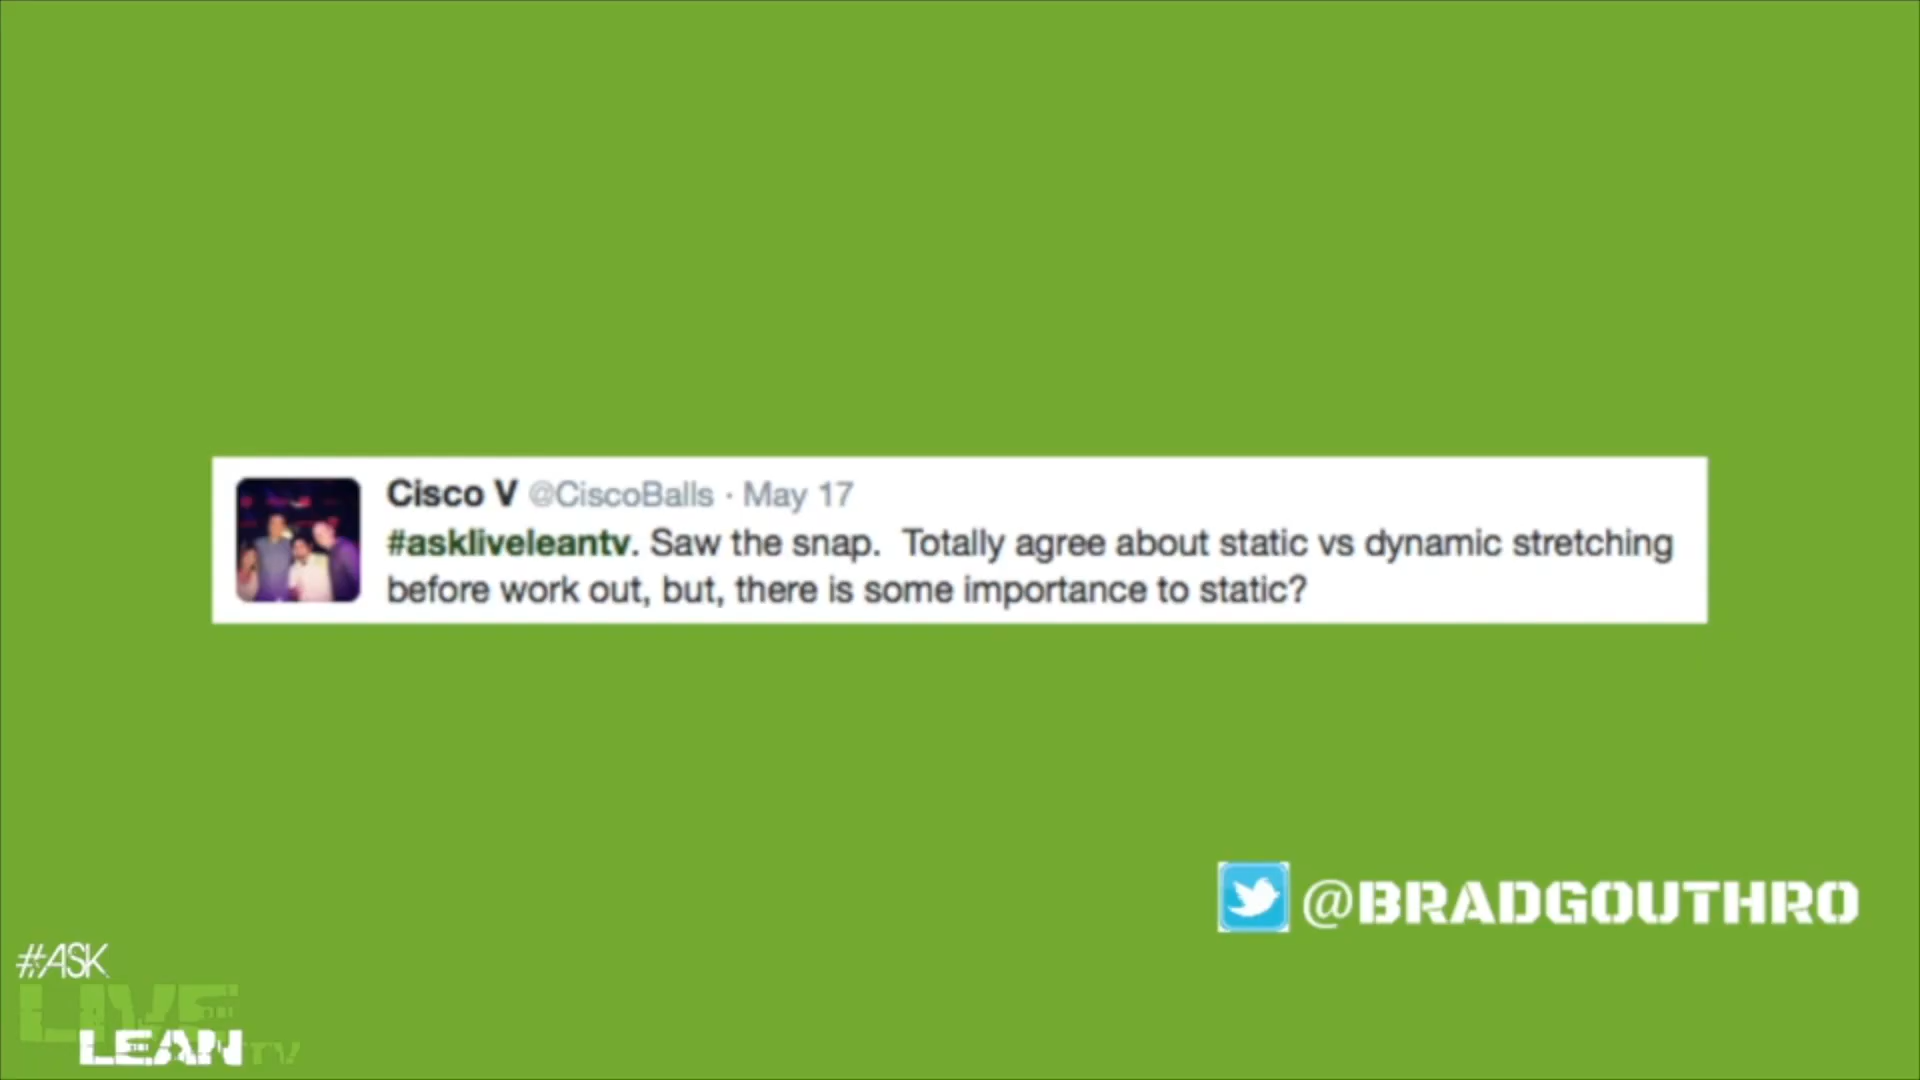 Cisco V @CiscoBalls · May 17
#askliveleantv. Saw the snap. Totally agree about static vs dynamic stretching
before work out, but, there is some importance to static?
@BRADGOUTHRO
#ASK
LIVE
LEAN TV